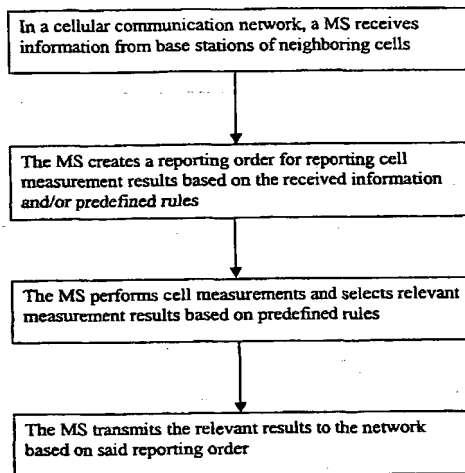 In a cellular communication network, a MS receives
information from base stations of neighboring cells
The MS creates a reporting order for reporting cell
measurement results based on the received information
and/or predefined rules
The MS performs cell measurements and selects relevant
measurement results based on predefined rules
The MS transmits the relevant results to the network
based on said reporting order